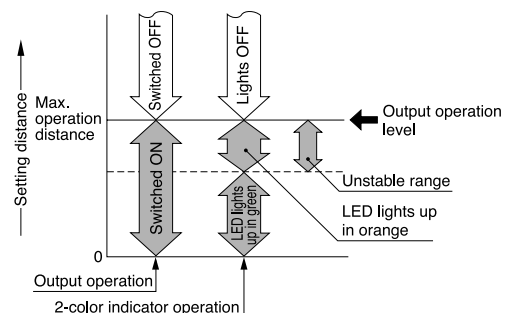 Setting distance
Max.
operation
distance
0
Switched OFF
Switched ON
Lights OFF
LED lights
up in green
Output operation
level
Unstable range
LED lights up
in orange
Output operation
2-color indicator operation